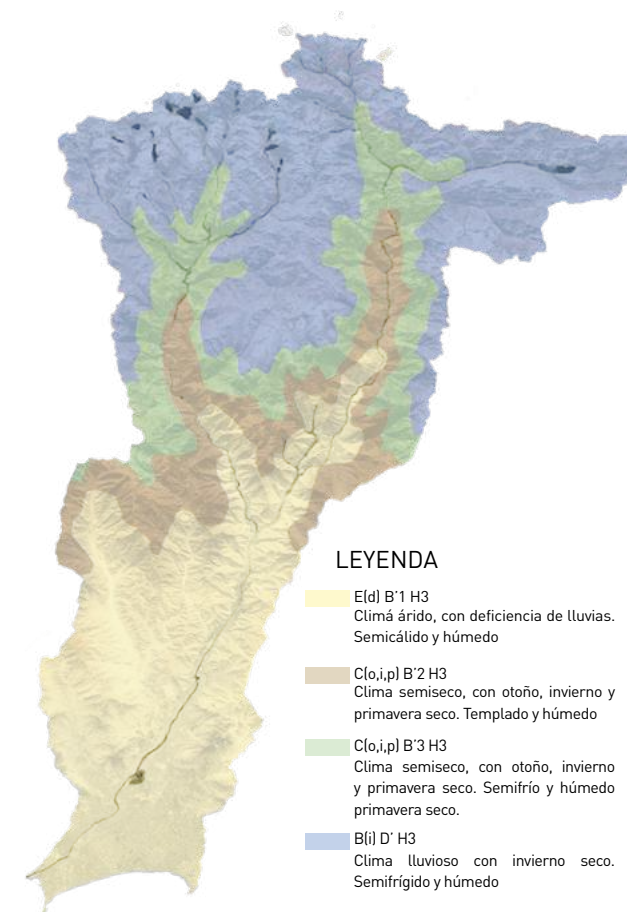 LEYENDA
E(d) B'1 H3
Climá árido, con deficiencia de lluvias.
Semicálido y húmedo
C(o,i,p) B'2 H3
Clima semiseco, con otoño, invierno y
primavera seco. Templado y húmedo
C(o,i,p) B'3 H3
Clima semiseco, con otoño, invierno
y primavera seco. Semifrío y húmedo
primavera seco.
B(i) D' H3
Clima lluvioso con invierno seco.
Semifrígido y húmedo